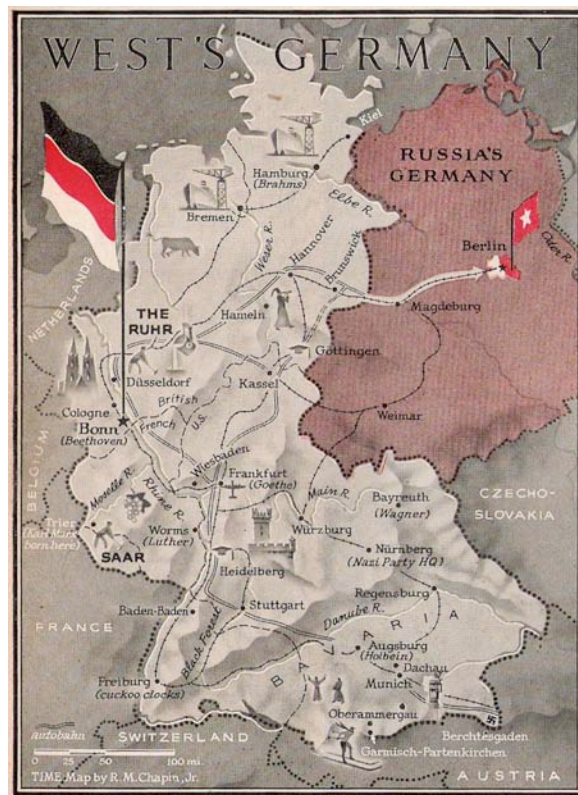 WEST'S GERMANY
Kiel
RUSSIA'S
GERMANY
Hamburg
(Brahms)
Elbe R.
Bremen
Weser R.
Hannover
Brunswick
Berlin
Oder R.
NETHERLANDS
Hameln
Magdeburg
THE
RUHR
Göttingen
Düsseldorf
Kassel
Cologne
British
U.S.
French
Weimar
Bonn
(Beethoven)
BELGIUM
Wiesbaden
Moselle R.
Rhine R.
Frankfurt
(Goethe)
Main R.
Bayreuth
(Wagner)
CZECHO-
SLOVAKIA
Trier
(Karl Marx
born here)
Worms
(Luther)
Würzburg
SAAR
Nürnberg
(Nazi Party HQ)
Heidelberg
Regensburg
Baden-Baden
Stuttgart
Danube R.
FRANCE
Black Forest
BAVARIA
Augsburg
(Holbein)
Dachau
Munich
Freiburg
(cuckoo clocks)
Oberammergau
Berchtesgaden
autobahn
SWITZERLAND
Garmisch-Partenkirchen
0 50 100 mi.
TIME Map by R. M. Chapin, Jr.
AUSTRIA